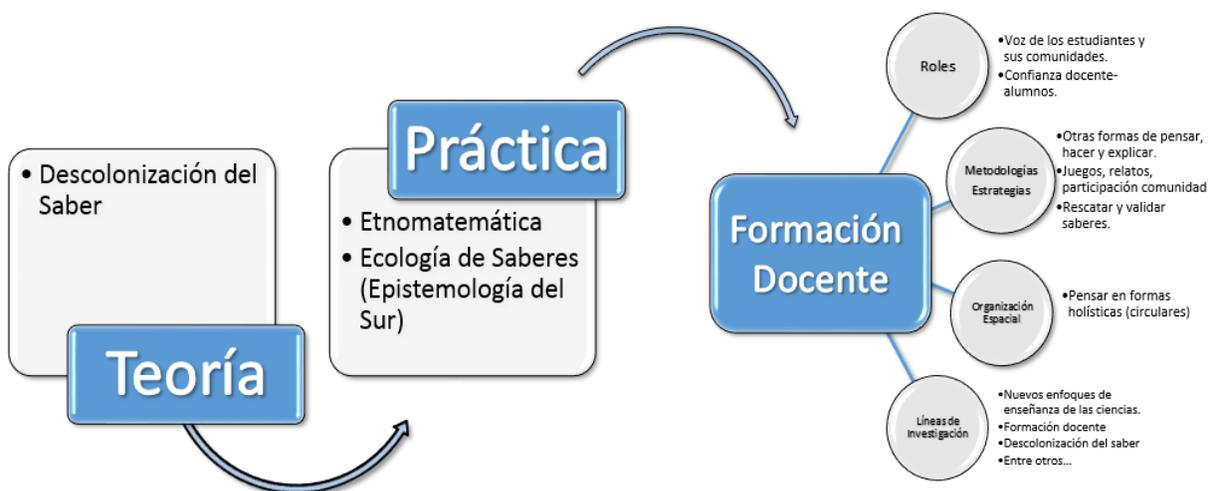 • Descolonización del
Saber
Teoría
Práctica
• Etnomatemática
• Ecología de Saberes
(Epistemología del
Sur)
Formación
Docente
Roles
•Voz de los estudiantes y
sus comunidades.
•Confianza docente-
alumnos.
Metodologías
Estrategias
•Otras formas de pensar,
hacer y explicar.
•Juegos, relatos,
participación comunidad
•Rescatar y validar
saberes.
Organización
Espacial
•Pensar en formas
holísticas (circulares)
Líneas de
Investigación
•Nuevos enfoques de
enseñanza de las ciencias.
•Formación docente
•Descolonización del saber
•Entre otros...